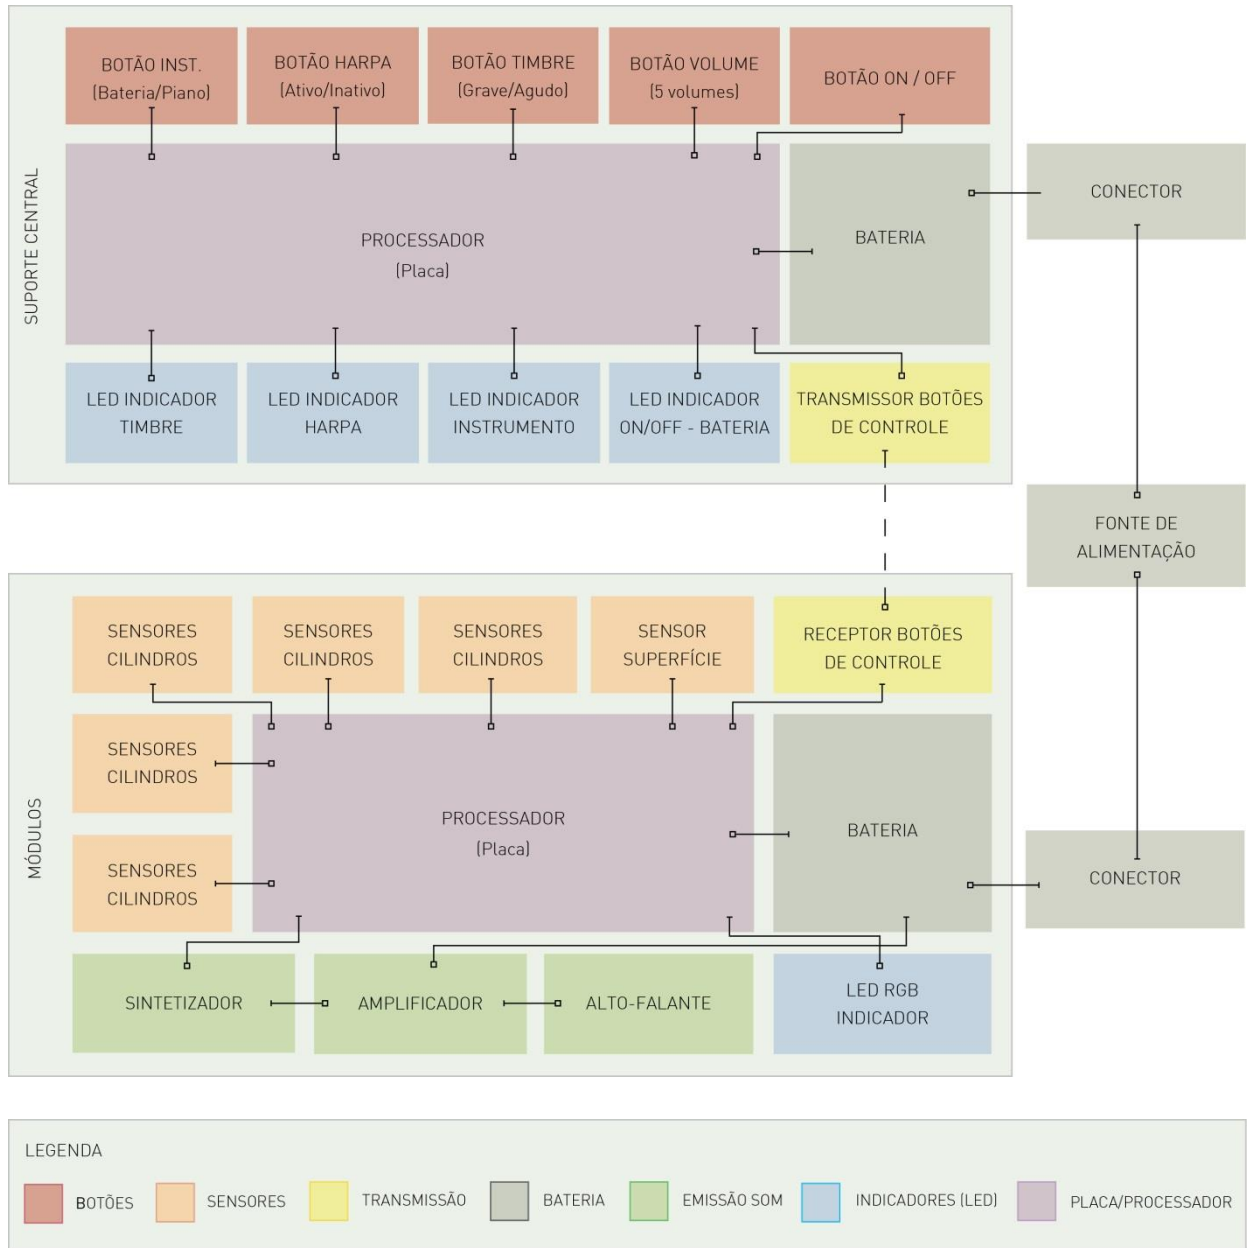 SUPORTE CENTRAL
BOTÃO INST.
(Bateria/Piano)
BOTÃO HARPA
(Ativo/Inativo)
BOTÃO TIMBRE
(Grave/Agudo)
BOTÃO VOLUME
(5 volumes)
BOTÃO ON / OFF
PROCESSADOR
(Placa)
BATERIA
CONECTOR
LED INDICADOR
TIMBRE
LED INDICADOR
HARPA
LED INDICADOR
INSTRUMENTO
LED INDICADOR
ON/OFF - BATERIA
TRANSMISSOR BOTÕES
DE CONTROLE
FONTE DE
ALIMENTAÇÃO
MÓDULOS
SENSORES
CILINDROS
SENSORES
CILINDROS
SENSORES
CILINDROS
SENSOR
SUPERFÍCIE
RECEPTOR BOTÕES
DE CONTROLE
SENSORES
CILINDROS
SENSORES
CILINDROS
PROCESSADOR
(Placa)
BATERIA
CONECTOR
SINTETIZADOR
AMPLIFICADOR
ALTO-FALANTE
LED RGB
INDICADOR
LEGENDA
BOTÕES
SENSORES
TRANSMISSÃO
BATERIA
EMISSÃO SOM
INDICADORES (LED)
PLACA/PROCESSADOR